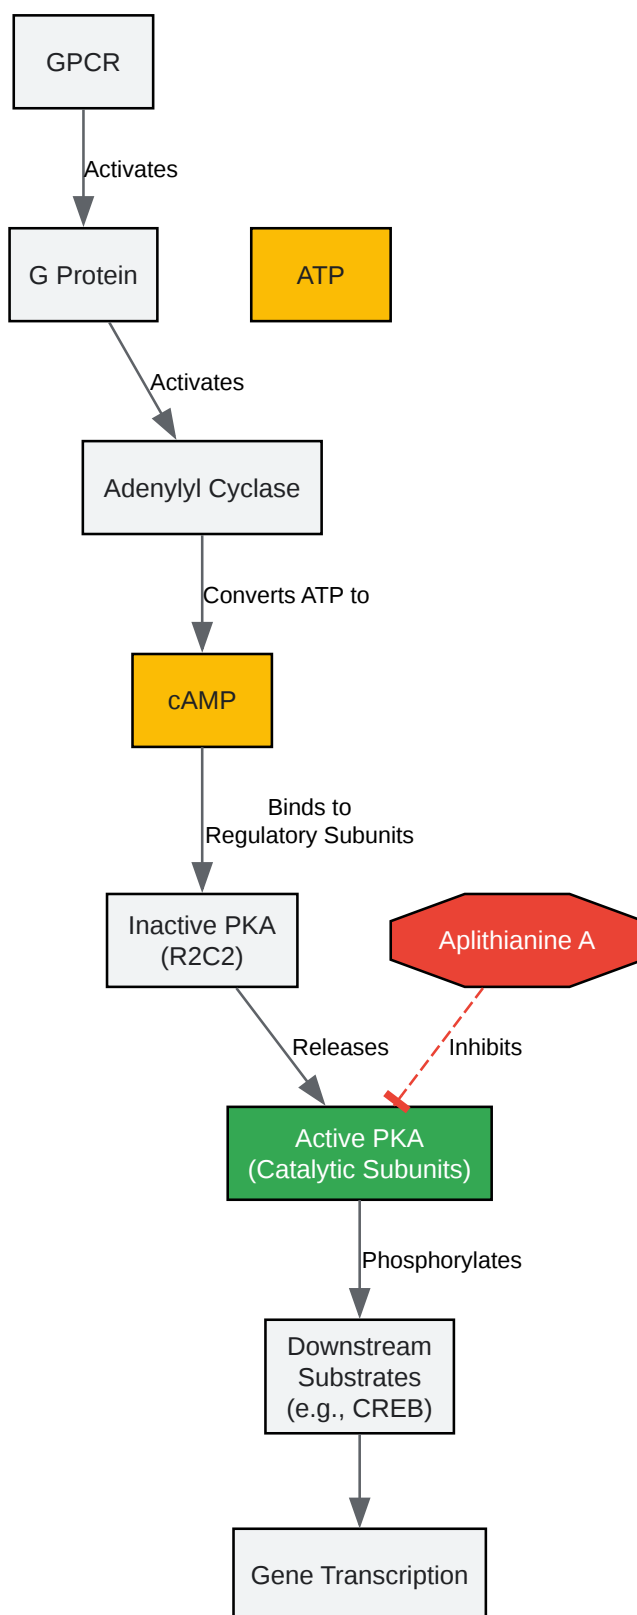 GPCR
Activates
G Protein
ATP
Activates
Adenylyl Cyclase
Converts ATP to
cAMP
Binds to
Regulatory Subunits
Inactive PKA
(R2C2)
Aplithianine A
Releases
Inhibits
Active PKA
(Catalytic Subunits)
Phosphorylates
Downstream
Substrates
(e.g., CREB)
Gene Transcription